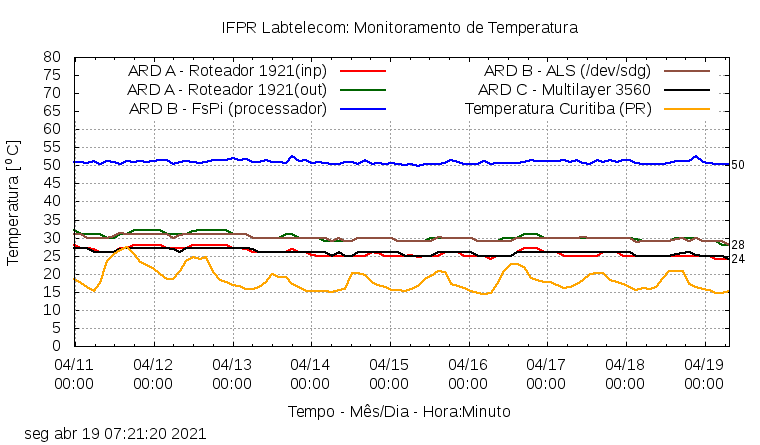 IFPR Labtelecom: Monitoramento de Temperatura
Temperatura [ºC]
80
75
70
65
60
55
50
45
40
35
30
25
20
15
10
5
0
ARD A - Roteador 1921(inp)
ARD A - Roteador 1921(out)
ARD B - FsPi (processador)
ARD B - ALS (/dev/sdg)
ARD C - Multilayer 3560
Temperatura Curitiba (PR)
50
28
24
04/11 04/12 04/13 04/14 04/15 04/16 04/17 04/18 04/19
00:00 00:00 00:00 00:00 00:00 00:00 00:00 00:00 00:00
Tempo - Mês/Dia - Hora:Minuto
seg abr 19 07:21:20 2021